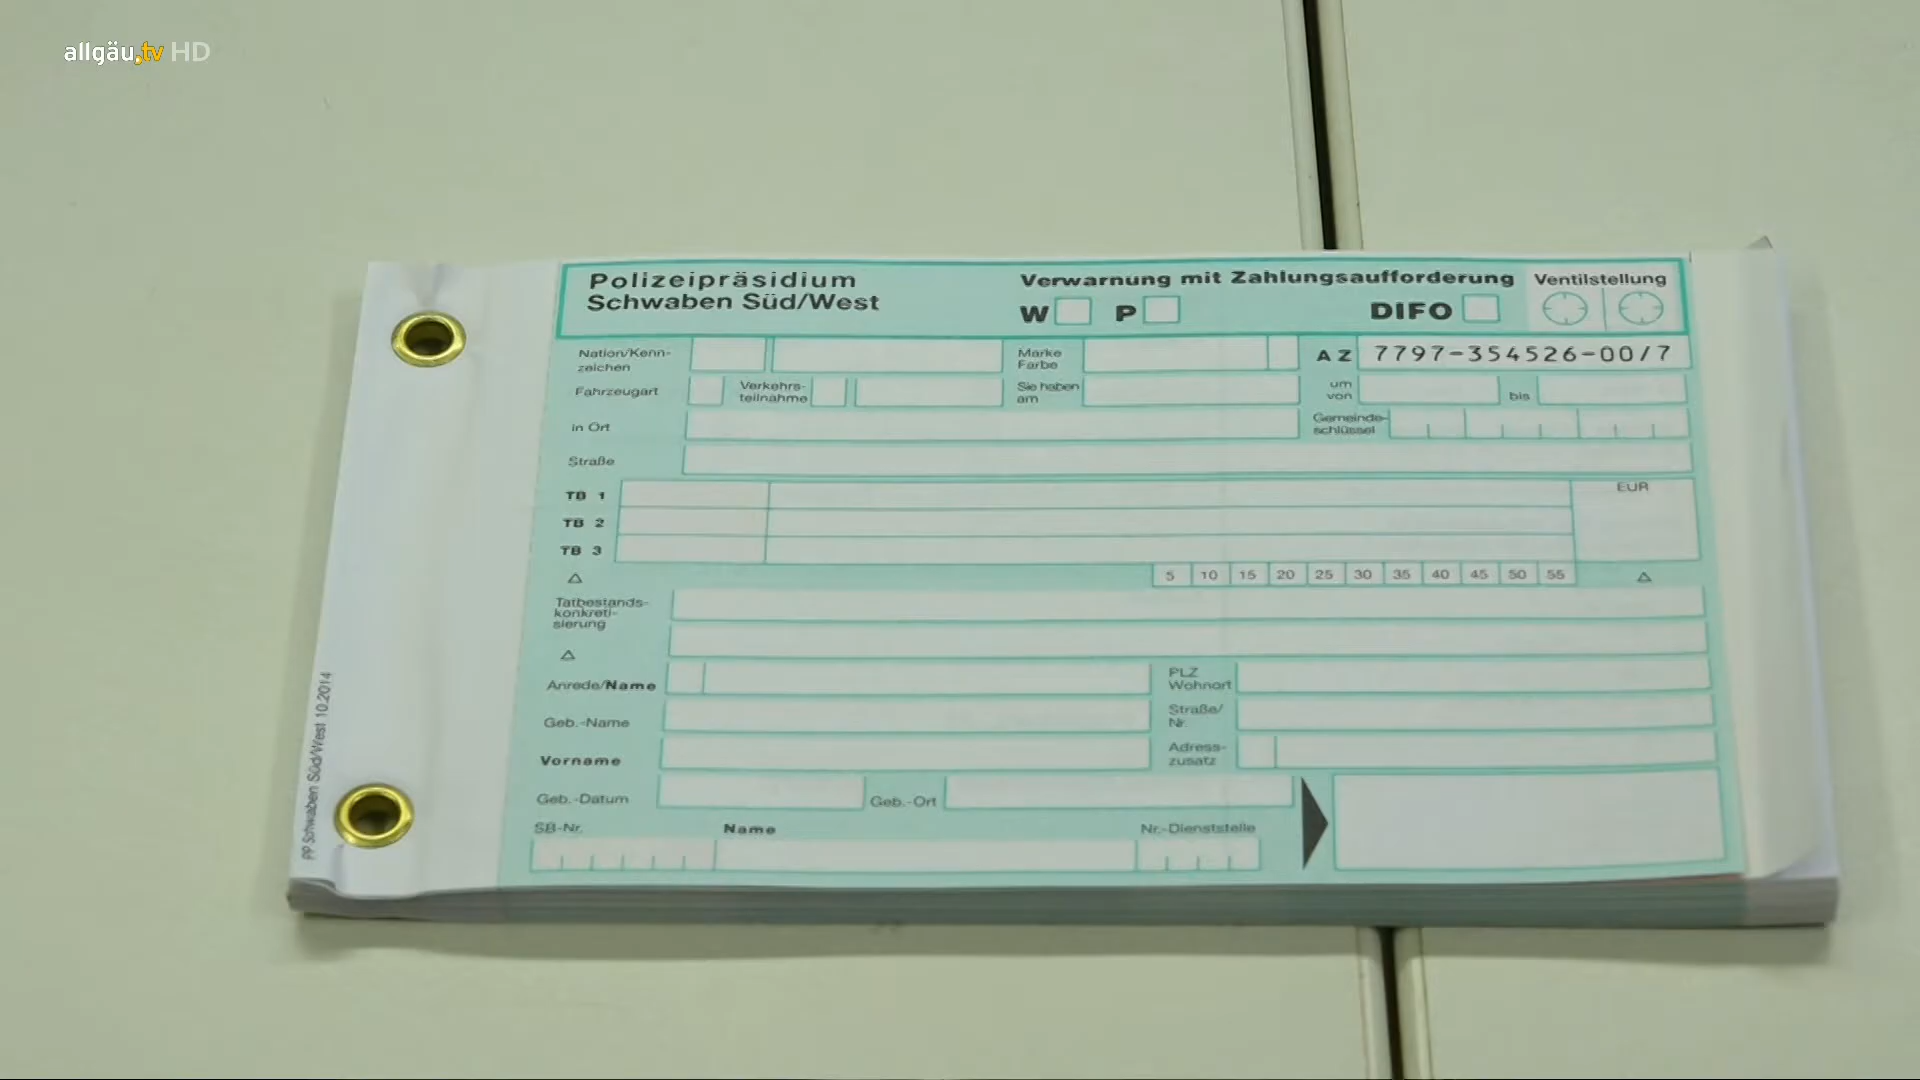 allgäu.tv HD
Polizeipräsidium
Schwaben Süd/West
Verwarnung mit Zahlungsaufforderung
W P DIFO
Ventilstellung
Nation/Kenn-
zeichen
Marke
Farbe
AZ 7797-354526-00/7
Fahrzeugart
Verkehrs-
teilnahme
Sie haben
am
um
von
bis
in Ort
Gemeinde-
schlüssel
Straße
TB 1
EUR
TB 2
TB 3
5 10 15 20 25 30 35 40 45 50 55
Tatbestands-
konkreti-
sierung
Anrede/Name
PLZ
Wohnort
Geb.-Name
Straße/
Nr.
Vorname
Adress-
zusatz
Geb.-Datum
Geb.-Ort
SB-Nr.
Name
Nr.-Dienststelle
PP Schwaben Süd/West 10.2014